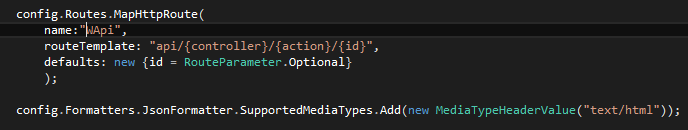 config.Routes.MapHttpRoute(
name:"WApi",
routeTemplate: "api/{controller}/{action}/{id}",
defaults: new {id = RouteParameter.Optional}
);
config.Formatters.JsonFormatter.SupportedMediaTypes.Add(new MediaTypeHeaderValue("text/html"));